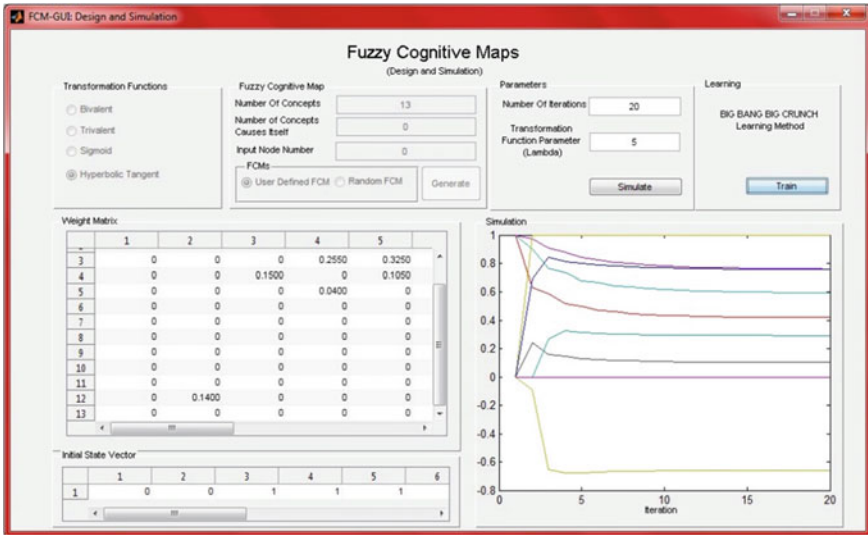 FCM-GUI: Design and Simulation
Fuzzy Cognitive Maps
(Design and Simulation)
Transformation Functions
Bivalent
Trivalent
Sigmoid
Hyperbolic Tangent
Fuzzy Cognitive Map
Number Of Concepts 13
Number of Concepts
Causes Itself 0
Input Node Number 0
FCMs
User Defined FCM Random FCM
Generate
Parameters
Number Of Iterations 20
Transformation
Function Parameter
(Lambda) 5
Simulate
Learning
BIG BANG BIG CRUNCH
Learning Method
Train
Weight Matrix
1 2 3 4 5
3 0 0 0 0.2550 0.3250
4 0 0 0.1500 0 0.1050
5 0 0 0 0.0400 0
6 0 0 0 0 0
7 0 0 0 0 0
8 0 0 0 0 0
9 0 0 0 0 0
10 0 0 0 0 0
11 0 0 0 0 0
12 0 0.1400 0 0 0
13 0 0 0 0 0
Initial State Vector
1 2 3 4 5 6
1 0 0 1 1 1
Simulation
1
0.8
0.6
0.4
0.2
0
-0.2
-0.4
-0.6
-0.8
0 5 10 15 20
Iteration